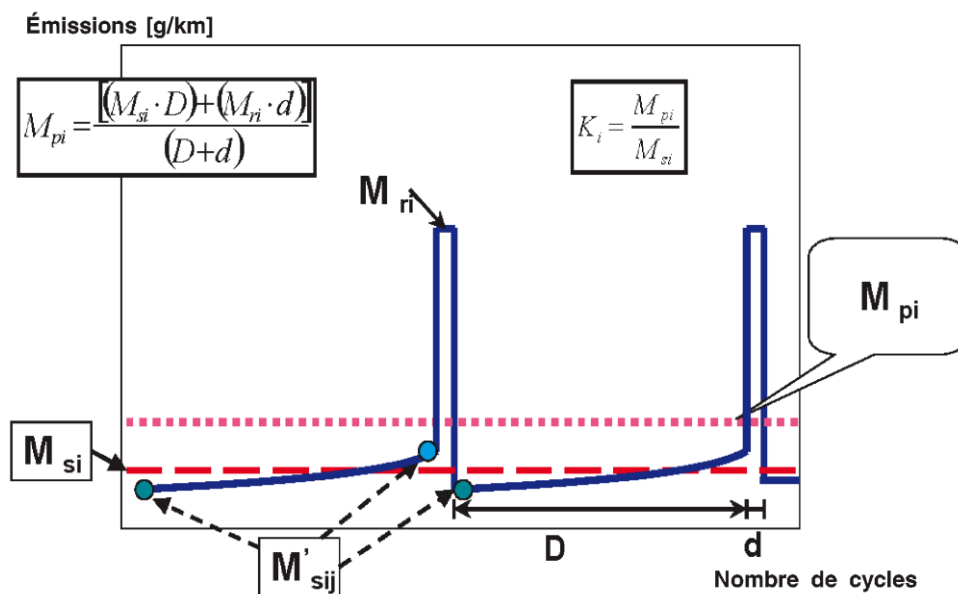 Émissions [g/km]
M_pi = [(M_si · D) + (M_ri · d)] / (D + d)
K_i = M_pi / M_si
M ri
M pi
M si
M'sij
D
d
Nombre de cycles